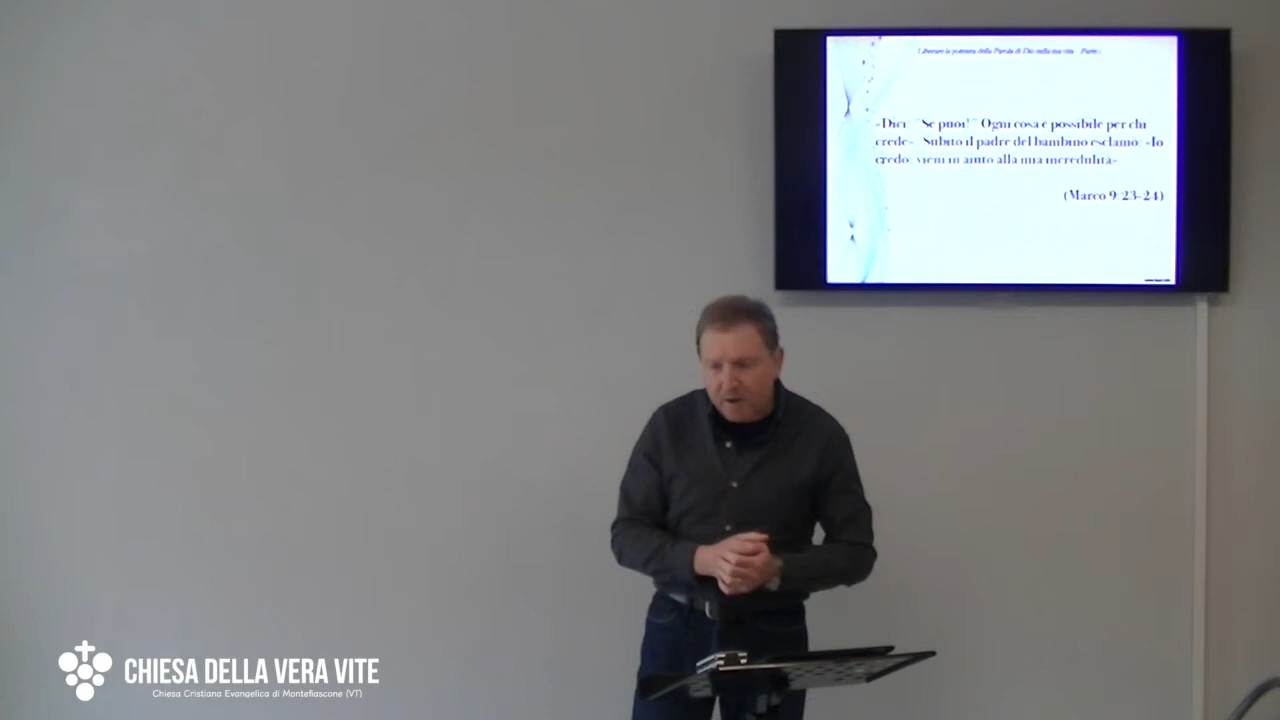 Liberare la potenza della Parola di Dio nella tua vita - Parte
«Dici: "Se puoi!" Ogni cosa è possibile per chi
crede». Subito il padre del bambino esclamò: «Io
credo; vieni in aiuto alla mia incredulità»
(Marco 9:23-24)
CHIESA DELLA VERA VITE
Chiesa Cristiana Evangelica di Montefiascone (VT)